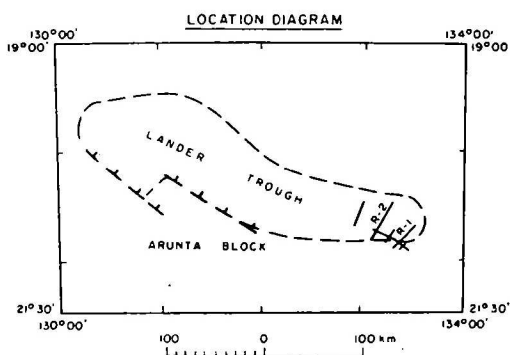 LOCATION DIAGRAM
130°00' 134°00'
19°00' 19°00
LANDER
TROUGH
R-2
R-1
ARUNTA BLOCK
21°30' 21°30'
130°00' 134°00'
100 0 100 km